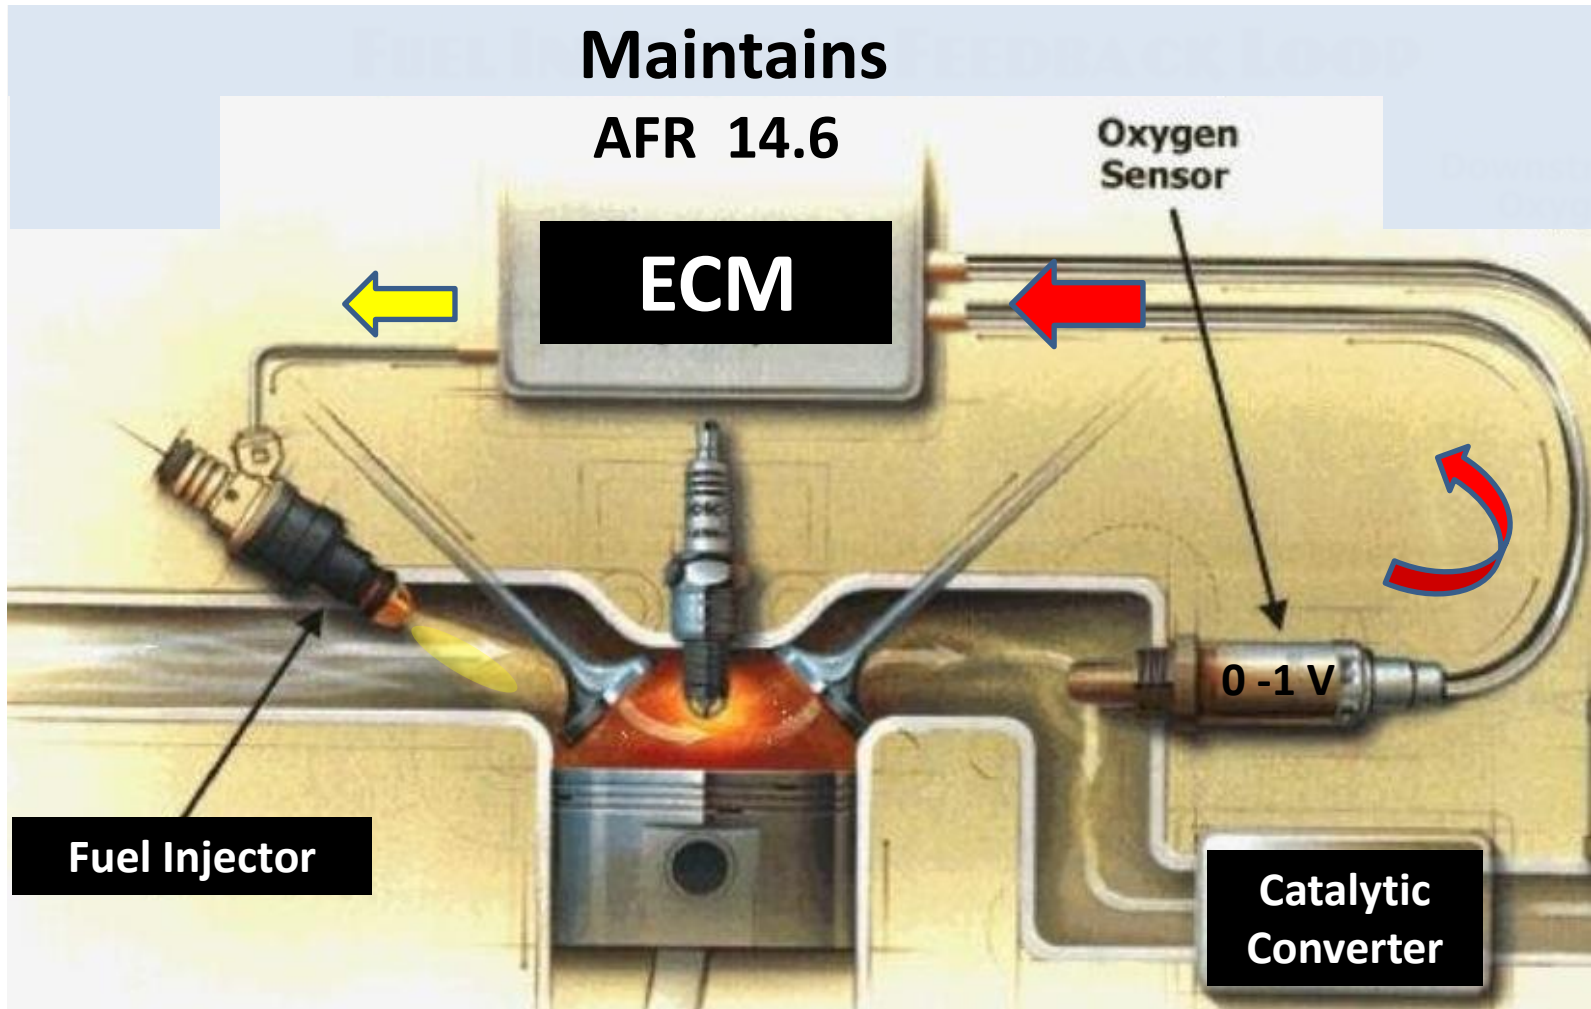 Maintains
AFR 14.6
Oxygen
Sensor
ECM
0 -1 V
Fuel Injector
Catalytic
Converter